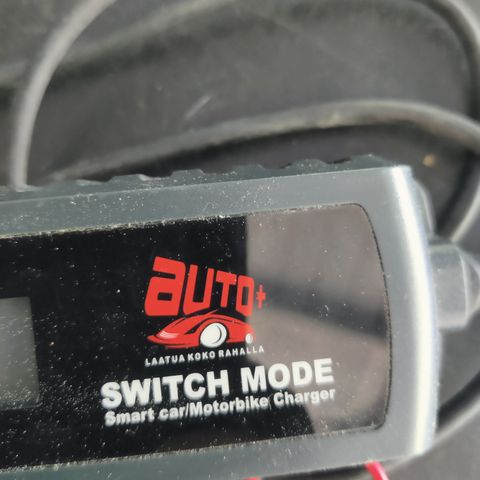 AUTO+
LAATUA KOKO RAHALLA
SWITCH MODE
Smart car/Motorbike Charger